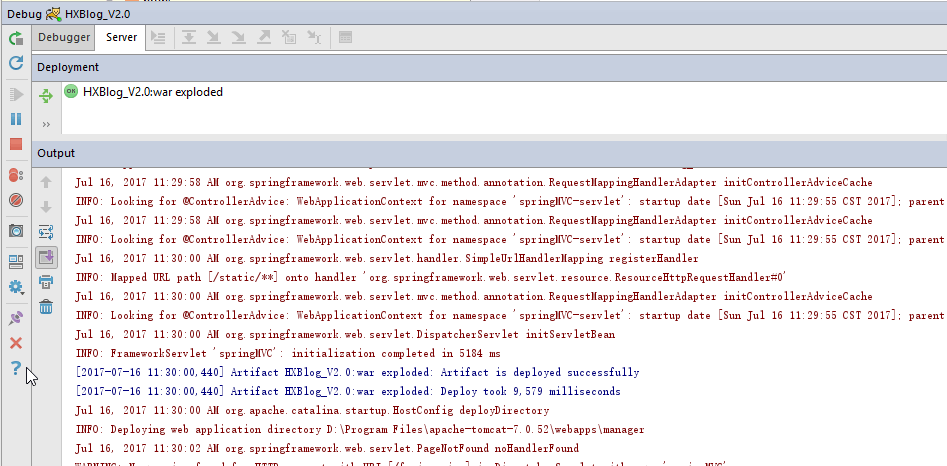 Debug HXBlog_V2.0
Debugger Server
Deployment
ON HXBlog_V2.0:war exploded
Output
Jul 16, 2017 11:29:58 AM org.springframework.web.servlet.mvc.method.annotation.RequestMappingHandlerAdapter initControllerAdviceCache
INFO: Looking for @ControllerAdvice: WebApplicationContext for namespace 'springMVC-servlet': startup date [Sun Jul 16 11:29:55 CST 2017]; parent
Jul 16, 2017 11:29:58 AM org.springframework.web.servlet.mvc.method.annotation.RequestMappingHandlerAdapter initControllerAdviceCache
INFO: Looking for @ControllerAdvice: WebApplicationContext for namespace 'springMVC-servlet': startup date [Sun Jul 16 11:29:55 CST 2017]; parent
Jul 16, 2017 11:30:00 AM org.springframework.web.servlet.handler.SimpleUrlHandlerMapping registerHandler
INFO: Mapped URL path [/static/**] onto handler 'org.springframework.web.servlet.resource.ResourceHttpRequestHandler#0'
Jul 16, 2017 11:30:00 AM org.springframework.web.servlet.mvc.method.annotation.RequestMappingHandlerAdapter initControllerAdviceCache
INFO: Looking for @ControllerAdvice: WebApplicationContext for namespace 'springMVC-servlet': startup date [Sun Jul 16 11:29:55 CST 2017]; parent
Jul 16, 2017 11:30:00 AM org.springframework.web.servlet.DispatcherServlet initServletBean
INFO: FrameworkServlet 'springMVC': initialization completed in 5184 ms
[2017-07-16 11:30:00,440] Artifact HXBlog_V2.0:war exploded: Artifact is deployed successfully
[2017-07-16 11:30:00,440] Artifact HXBlog_V2.0:war exploded: Deploy took 9,579 milliseconds
Jul 16, 2017 11:30:00 AM org.apache.catalina.startup.HostConfig deployDirectory
INFO: Deploying web application directory D:\Program Files\apache-tomcat-7.0.52\webapps\manager
Jul 16, 2017 11:30:02 AM org.springframework.web.servlet.PageNotFound noHandlerFound